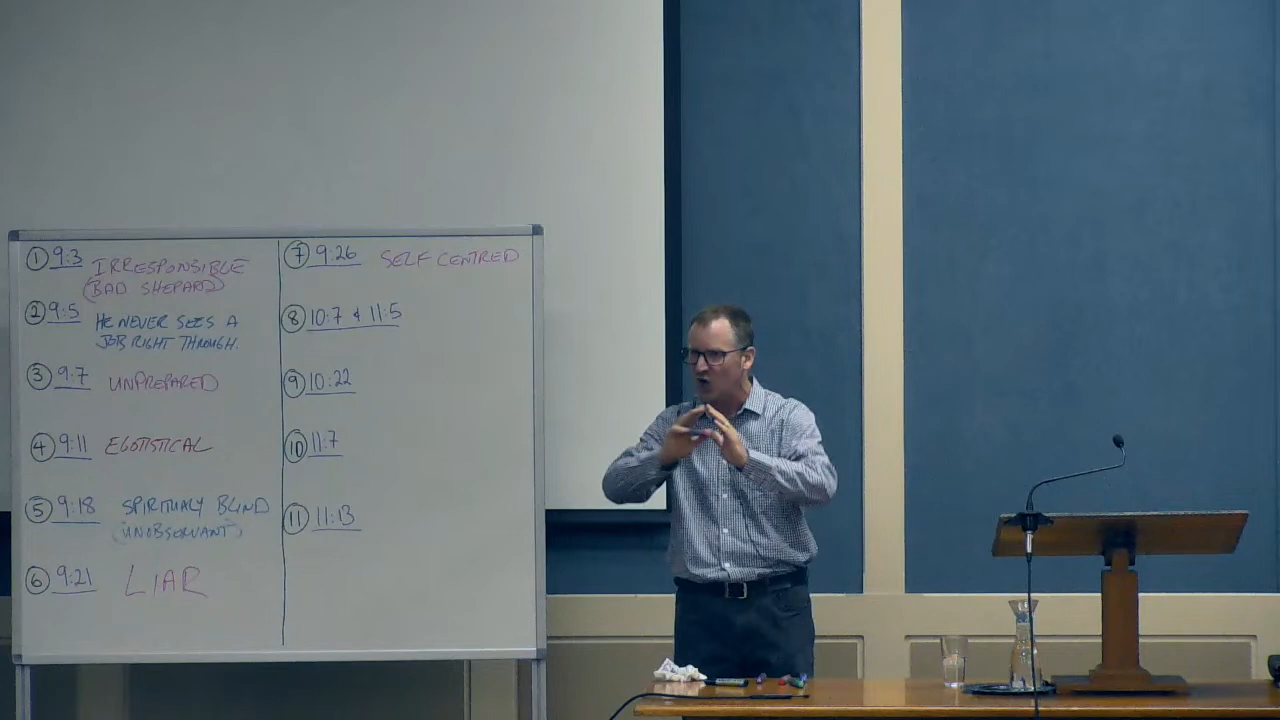 ① 9:3 IRRESPONSIBLE
(BAD SHEPARD)
② 9:5 HE NEVER SEES A
JOB RIGHT THROUGH.
③ 9:7 UNPREPARED
④ 9:11 EGOTISTICAL
⑤ 9:18 SPIRITUALY BLIND
(UNOBSERVANT)
⑥ 9:21 LIAR
⑦ 9:26 SELF CENTRED
⑧ 10:7 & 11:5
⑨ 10:22
⑩ 11:7
⑪ 11:13